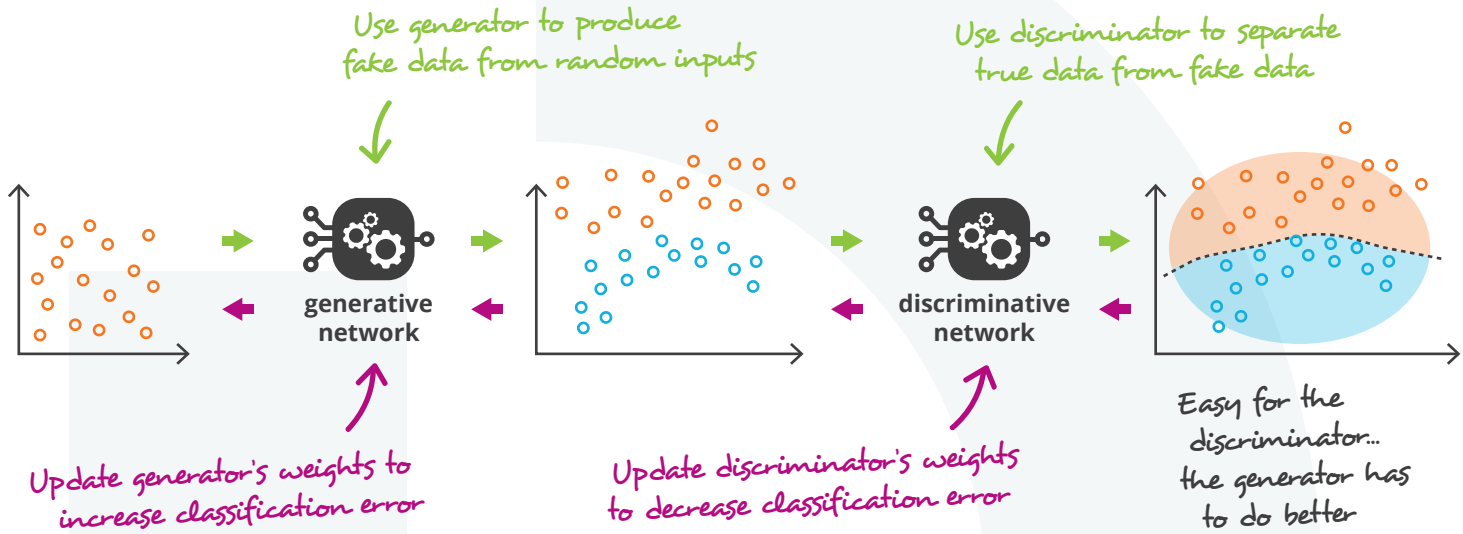 Use generator to produce
fake data from random inputs
Use discriminator to separate
true data from fake data
generative
network
discriminative
network
Update generator's weights to
increase classification error
Update discriminator's weights
to decrease classification error
Easy for the
discriminator...
the generator has
to do better